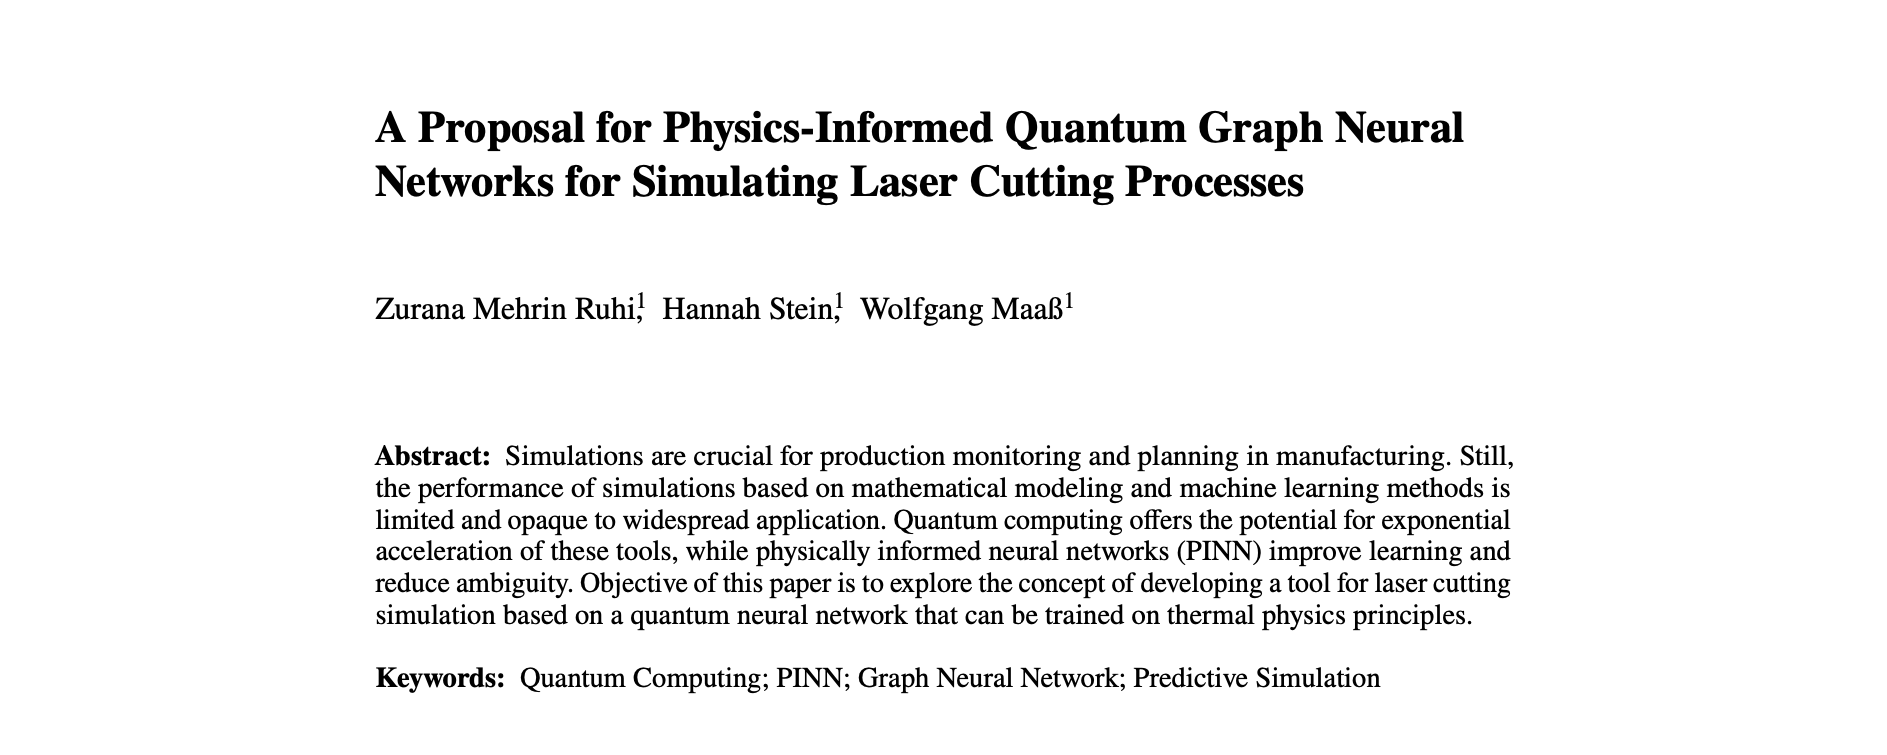 A Proposal for Physics-Informed Quantum Graph Neural
Networks for Simulating Laser Cutting Processes
Zurana Mehrin Ruhi,¹ Hannah Stein,¹ Wolfgang Maaß¹
Abstract: Simulations are crucial for production monitoring and planning in manufacturing. Still,
the performance of simulations based on mathematical modeling and machine learning methods is
limited and opaque to widespread application. Quantum computing offers the potential for exponential
acceleration of these tools, while physically informed neural networks (PINN) improve learning and
reduce ambiguity. Objective of this paper is to explore the concept of developing a tool for laser cutting
simulation based on a quantum neural network that can be trained on thermal physics principles.
Keywords: Quantum Computing; PINN; Graph Neural Network; Predictive Simulation